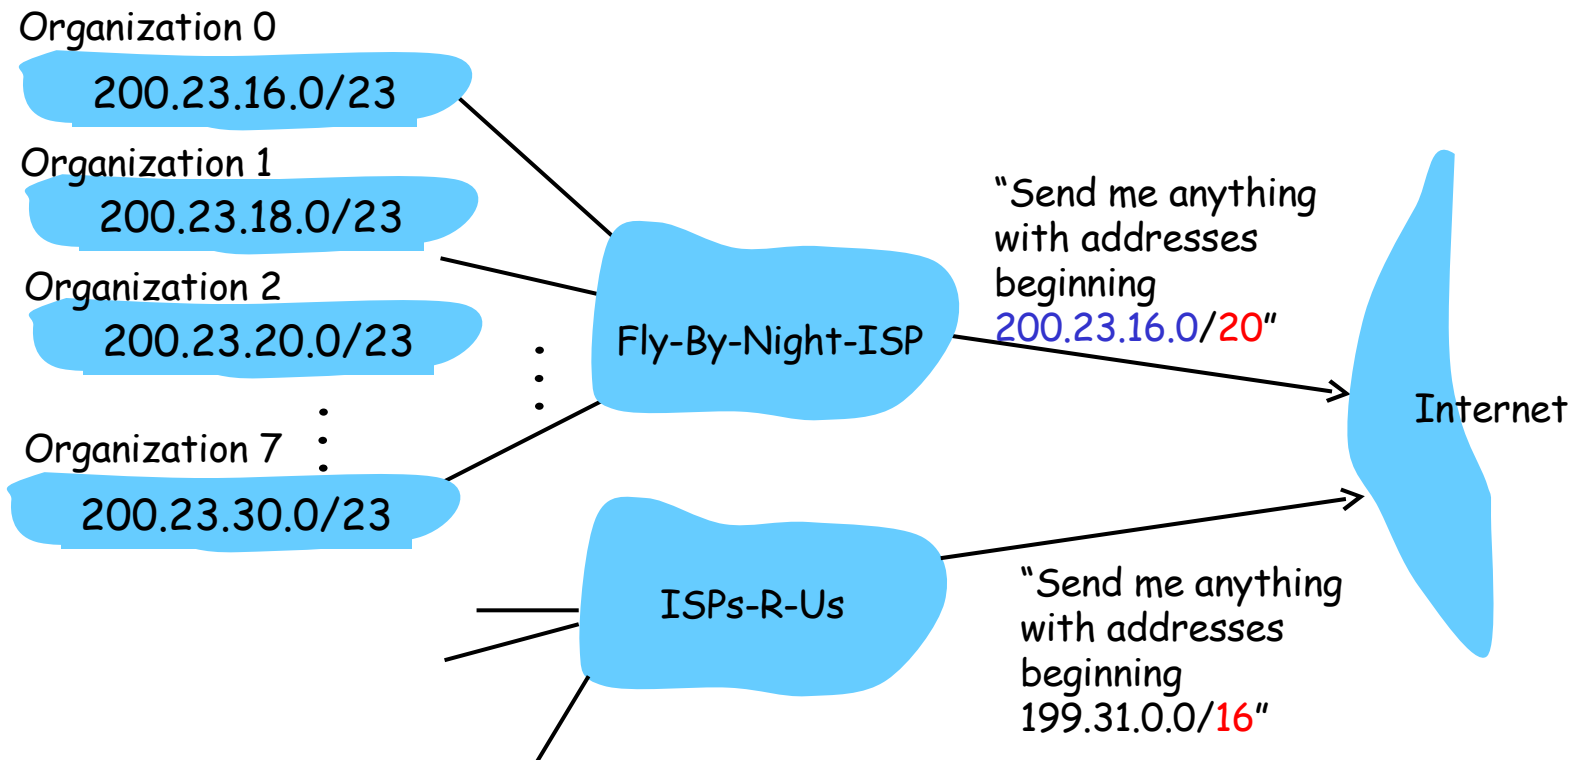 Organization 0
200.23.16.0/23
Organization 1
200.23.18.0/23
Organization 2
200.23.20.0/23
Organization 7
200.23.30.0/23
Fly-By-Night-ISP
“Send me anything
with addresses
beginning
200.23.16.0/20”
Internet
ISPs-R-Us
“Send me anything
with addresses
beginning
199.31.0.0/16”